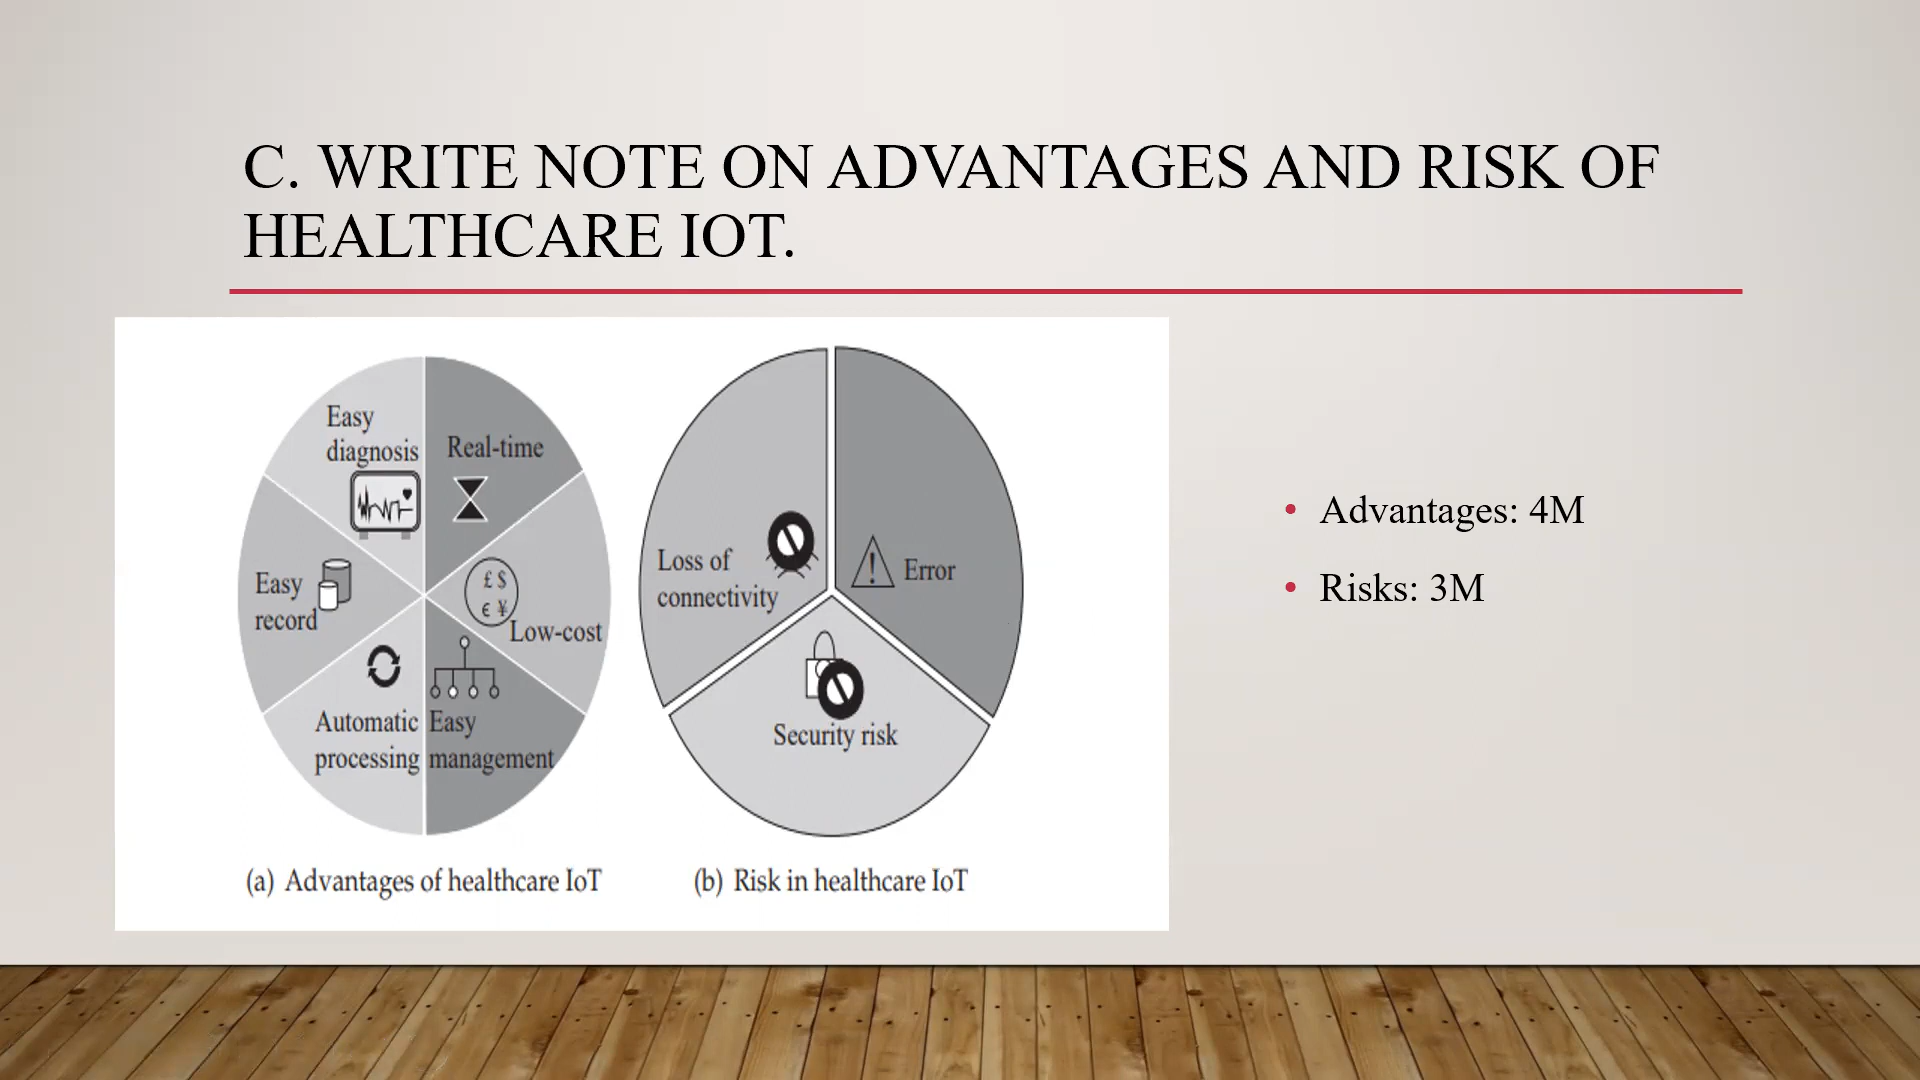 C. WRITE NOTE ON ADVANTAGES AND RISK OF
HEALTHCARE IOT.
Easy
diagnosis
Real-time
Easy
record
£ $
€ ¥
Low-cost
Automatic
processing
Easy
management
(a) Advantages of healthcare IoT
Loss of
connectivity
! Error
Security risk
(b) Risk in healthcare IoT
• Advantages: 4M
• Risks: 3M